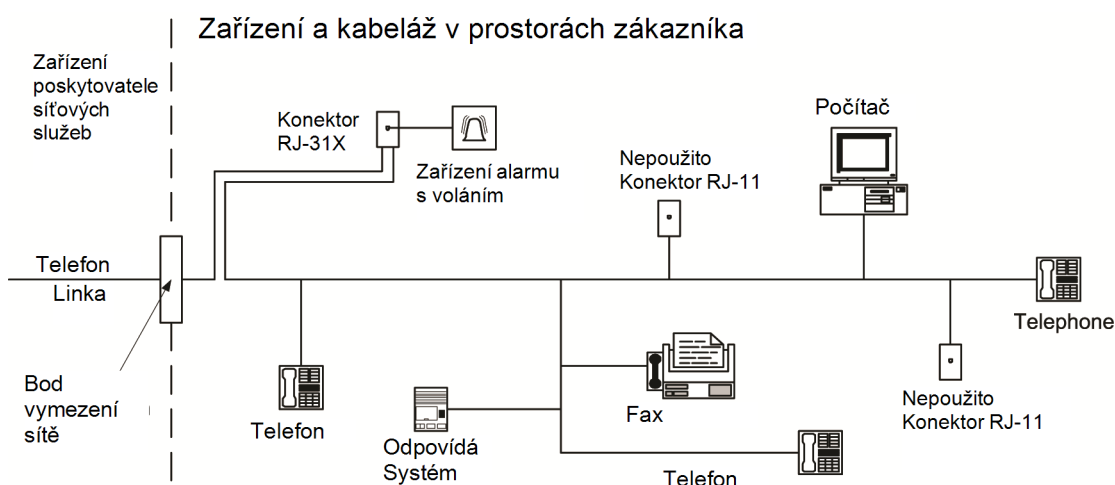 Zařízení a kabeláž v prostorách zákazníka
Zařízení
poskytovatele
síťových
služeb
Konektor
RJ-31X
Zařízení alarmu
s voláním
Nepoužito
Konektor RJ-11
Počítač
Telefon
Linka
Telephone
Bod
vymezení
sítě
Telefon
Odpovídá
Systém
Fax
Telefon
Nepoužito
Konektor RJ-11